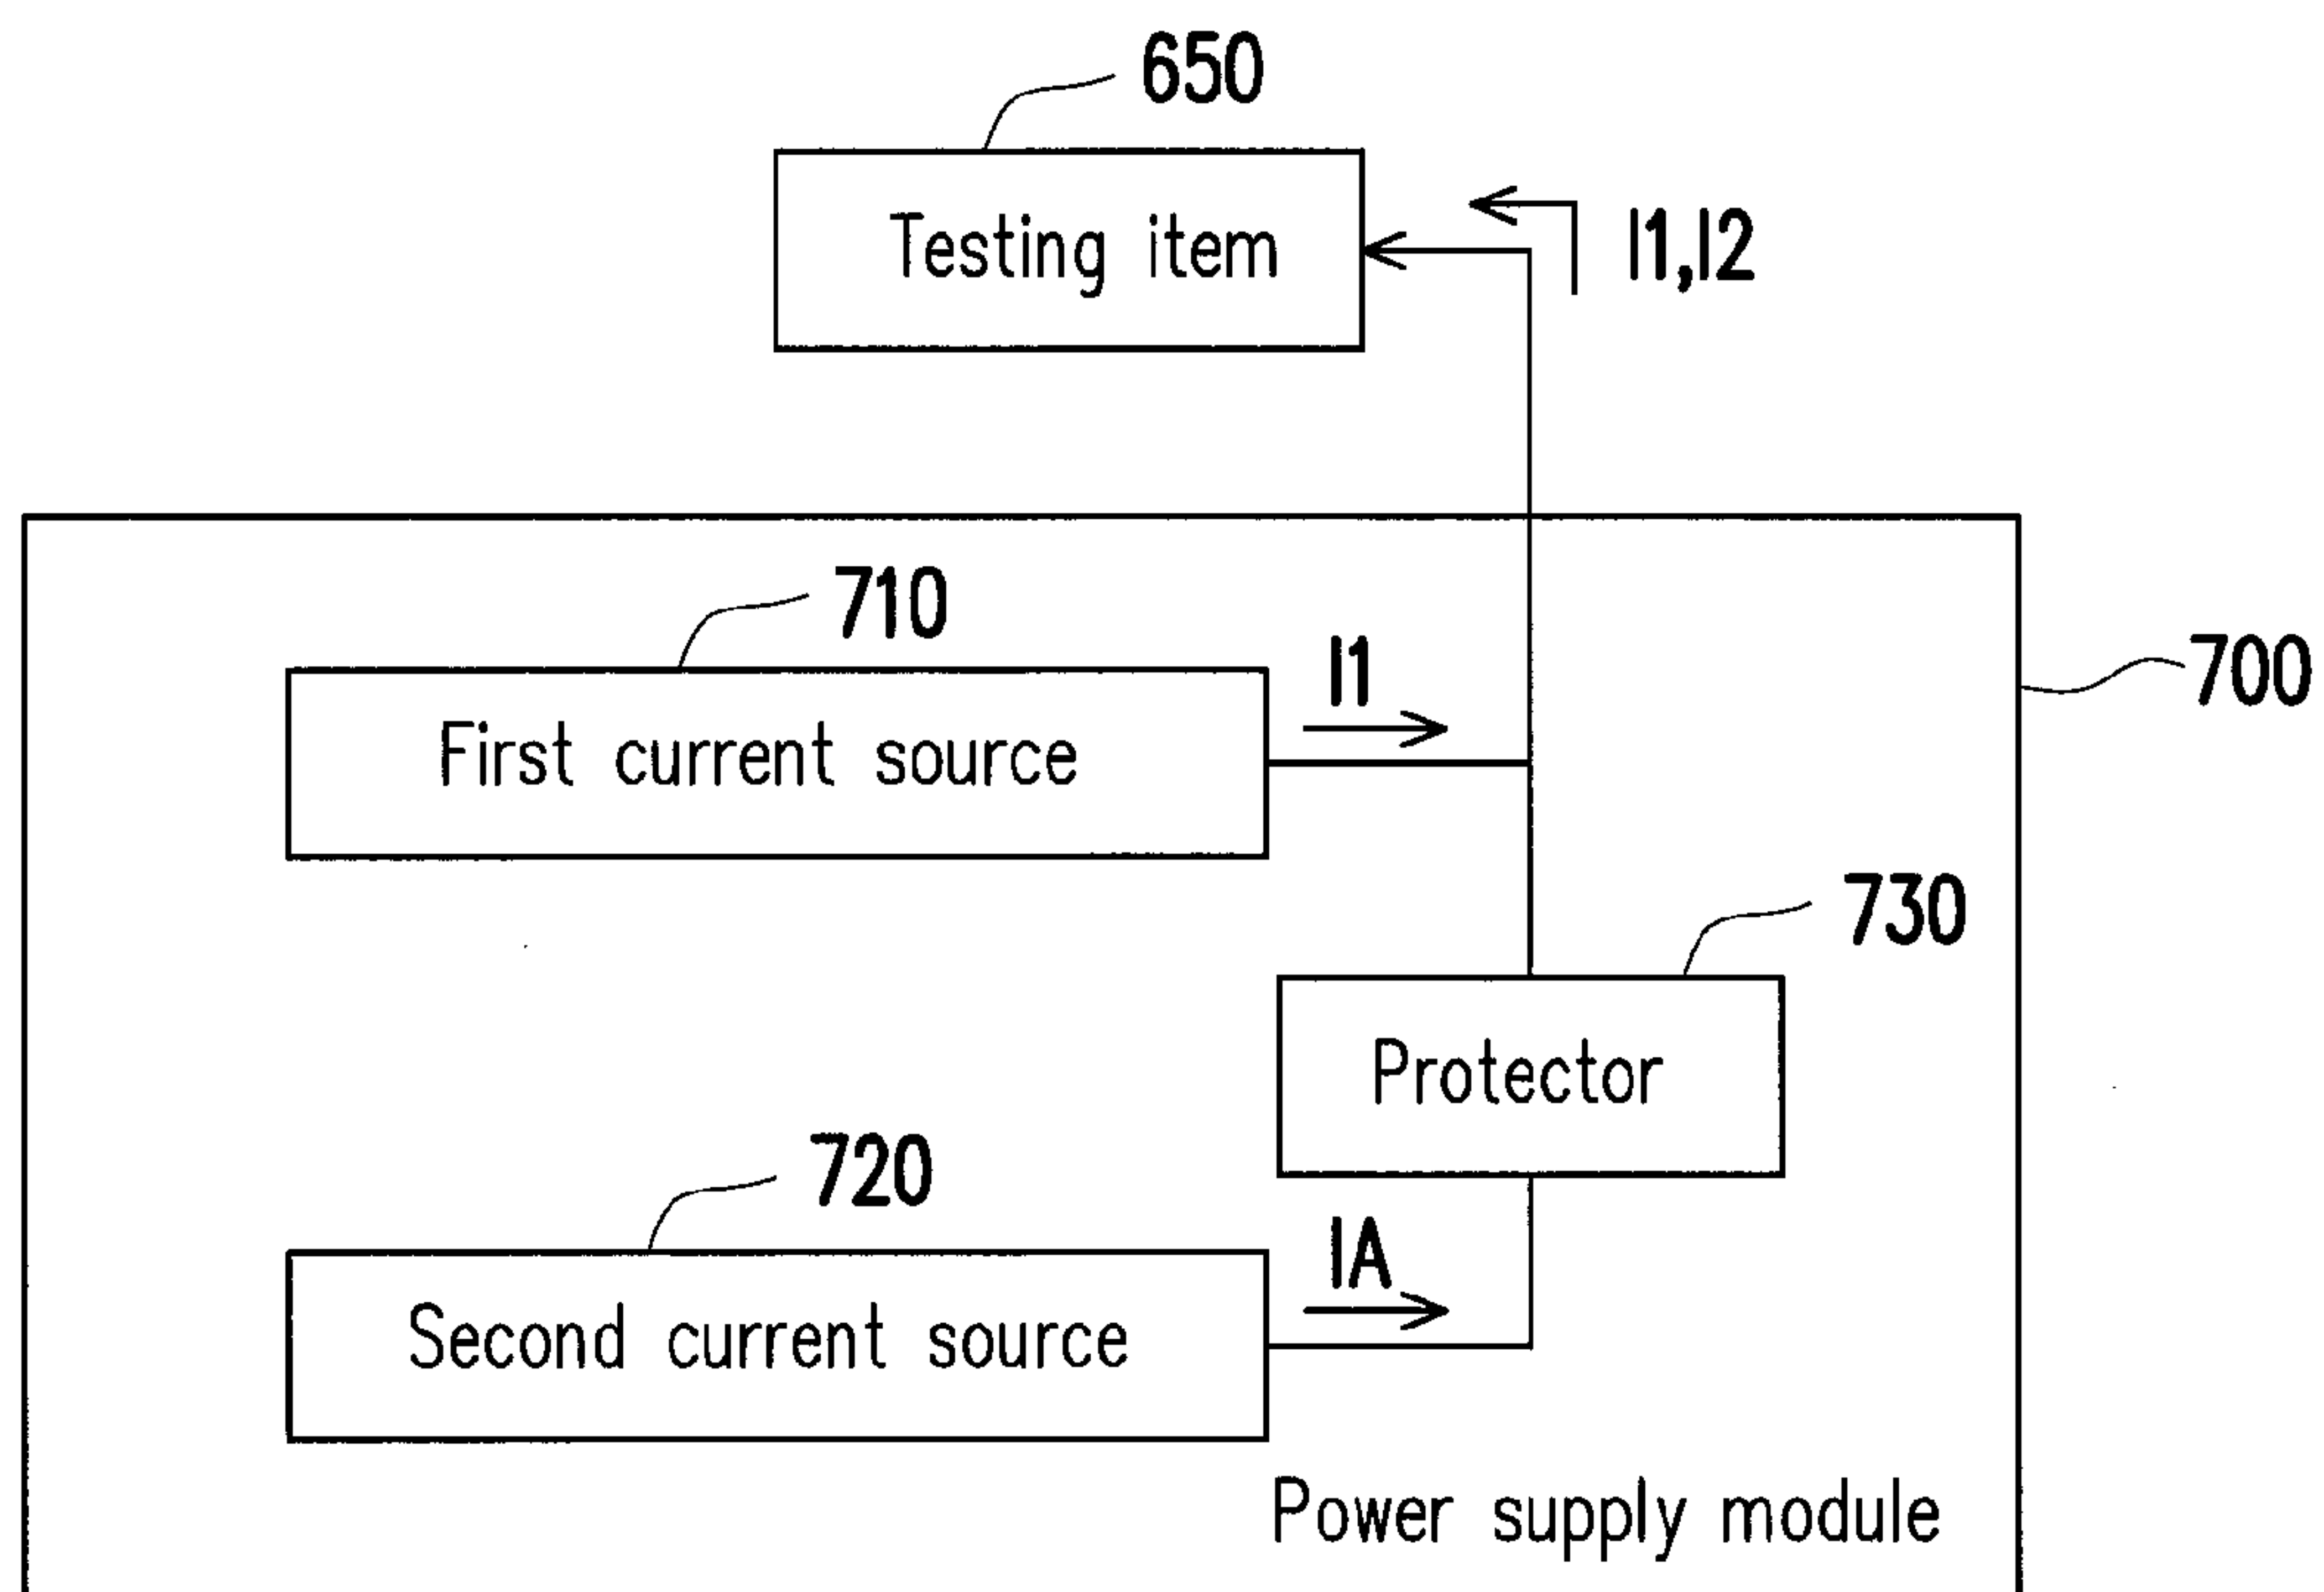 650
Testing item
I1,I2
710
700
I1
First current source
730
Protector
720
IA
Second current source
Power supply module